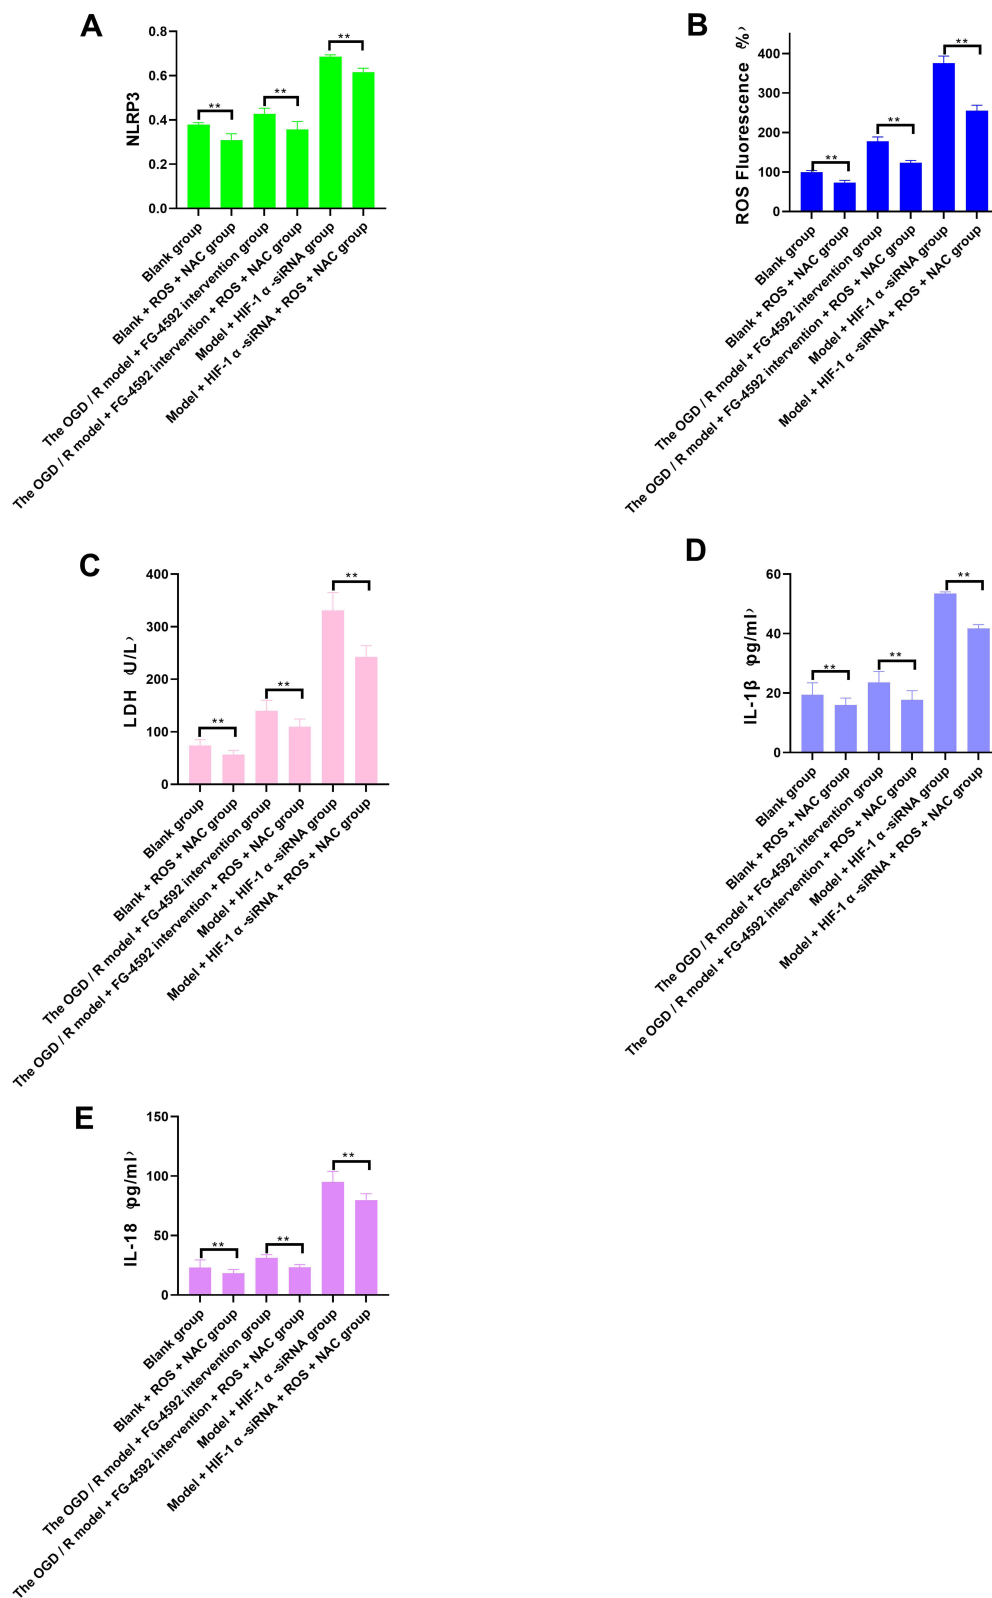 A
NLRP3
0.8
0.6
0.4
0.2
0.0
**
**
**
Blank group
Blank + ROS + NAC group
The OGD / R model + FG-4592 intervention group
The OGD / R model + FG-4592 intervention + ROS + NAC group
Model + HIF-1 α -siRNA group
Model + HIF-1 α -siRNA + ROS + NAC group
B
ROS Fluorescence (%)
400
300
200
100
0
**
**
**
Blank group
Blank + ROS + NAC group
The OGD / R model + FG-4592 intervention group
The OGD / R model + FG-4592 intervention + ROS + NAC group
Model + HIF-1 α -siRNA group
Model + HIF-1 α -siRNA + ROS + NAC group
C
LDH (U/L)
400
300
200
100
0
**
**
**
Blank group
Blank + ROS + NAC group
The OGD / R model + FG-4592 intervention group
The OGD / R model + FG-4592 intervention + ROS + NAC group
Model + HIF-1 α -siRNA group
Model + HIF-1 α -siRNA + ROS + NAC group
D
IL-1β (pg/ml)
60
40
20
0
**
**
**
Blank group
Blank + ROS + NAC group
The OGD / R model + FG-4592 intervention group
The OGD / R model + FG-4592 intervention + ROS + NAC group
Model + HIF-1 α -siRNA group
Model + HIF-1 α -siRNA + ROS + NAC group
E
IL-18 (pg/ml)
150
100
50
0
**
**
**
Blank group
Blank + ROS + NAC group
The OGD / R model + FG-4592 intervention group
The OGD / R model + FG-4592 intervention + ROS + NAC group
Model + HIF-1 α -siRNA group
Model + HIF-1 α -siRNA + ROS + NAC group